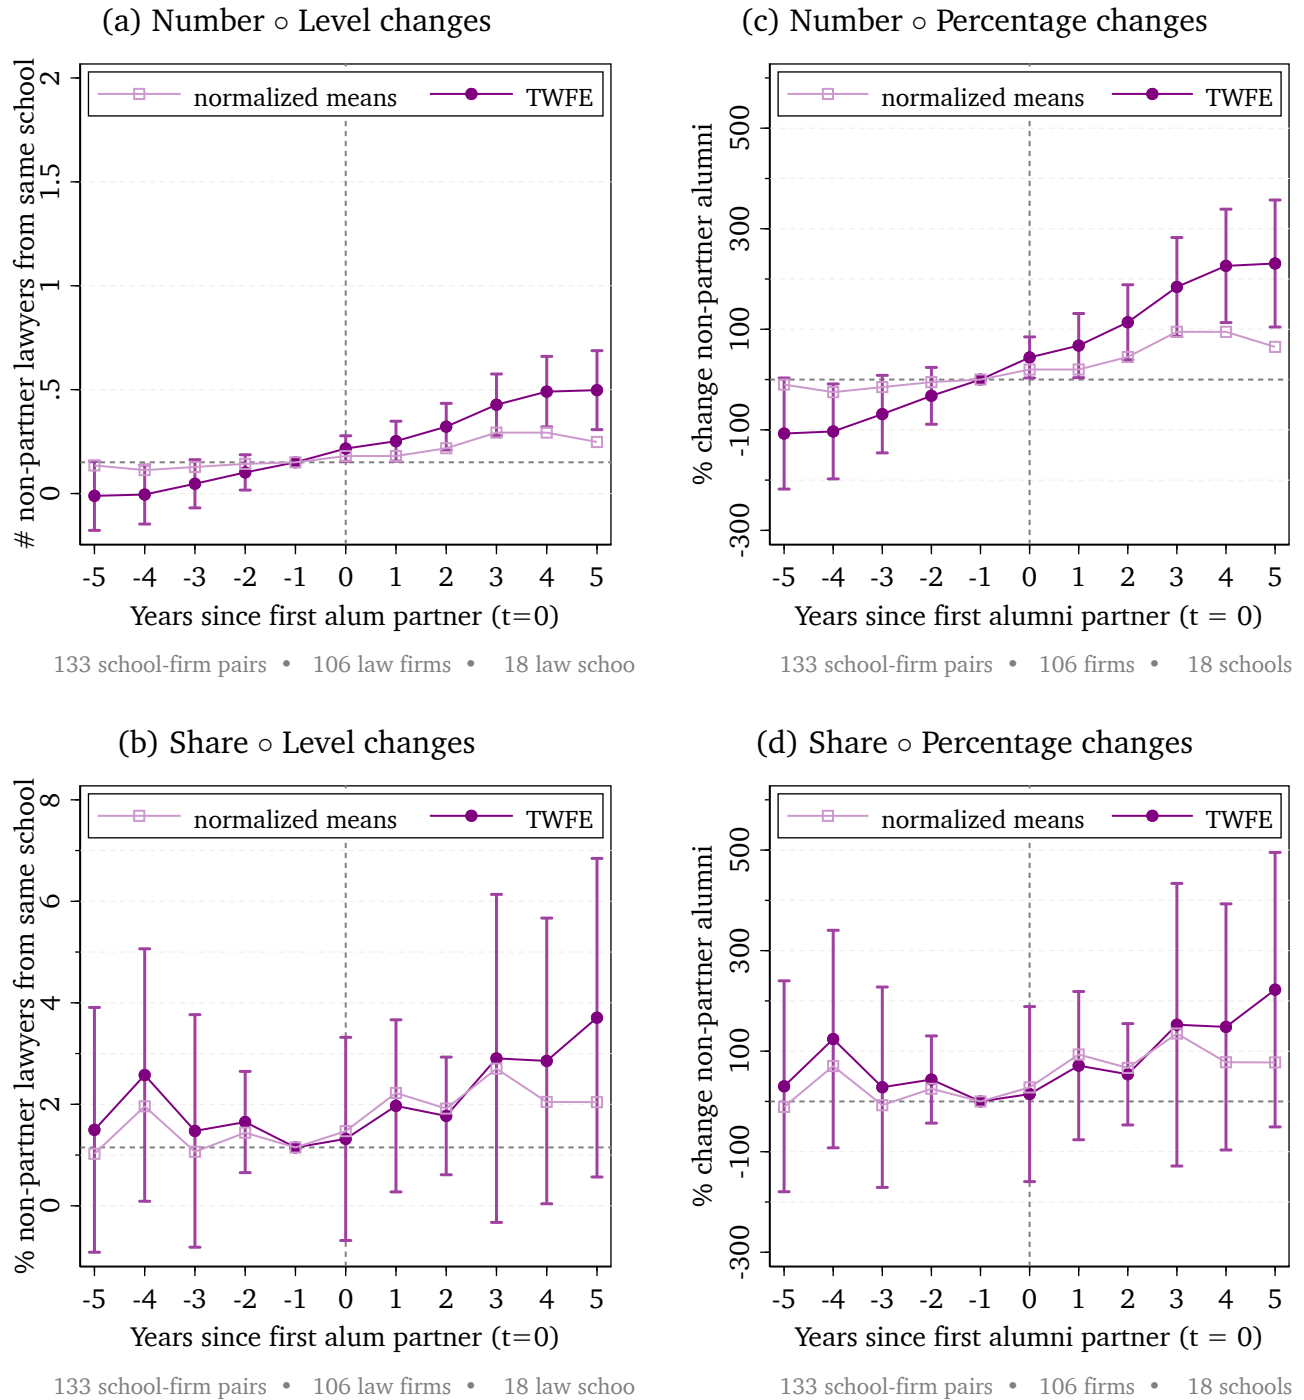 (a) Number ◦ Level changes
# non-partner lawyers from same school
normalized means
TWFE
2
1.5
1
.5
0
-5 -4 -3 -2 -1 0 1 2 3 4 5
Years since first alum partner (t=0)
133 school-firm pairs • 106 law firms • 18 law schoo
(c) Number ◦ Percentage changes
% change non-partner alumni
normalized means
TWFE
500
300
100
-100
-300
-5 -4 -3 -2 -1 0 1 2 3 4 5
Years since first alumni partner (t = 0)
133 school-firm pairs • 106 firms • 18 schools
(b) Share ◦ Level changes
% non-partner lawyers from same school
normalized means
TWFE
8
6
4
2
0
-5 -4 -3 -2 -1 0 1 2 3 4 5
Years since first alum partner (t=0)
133 school-firm pairs • 106 law firms • 18 law schoo
(d) Share ◦ Percentage changes
% change non-partner alumni
normalized means
TWFE
500
300
100
-100
-300
-5 -4 -3 -2 -1 0 1 2 3 4 5
Years since first alumni partner (t = 0)
133 school-firm pairs • 106 firms • 18 schools